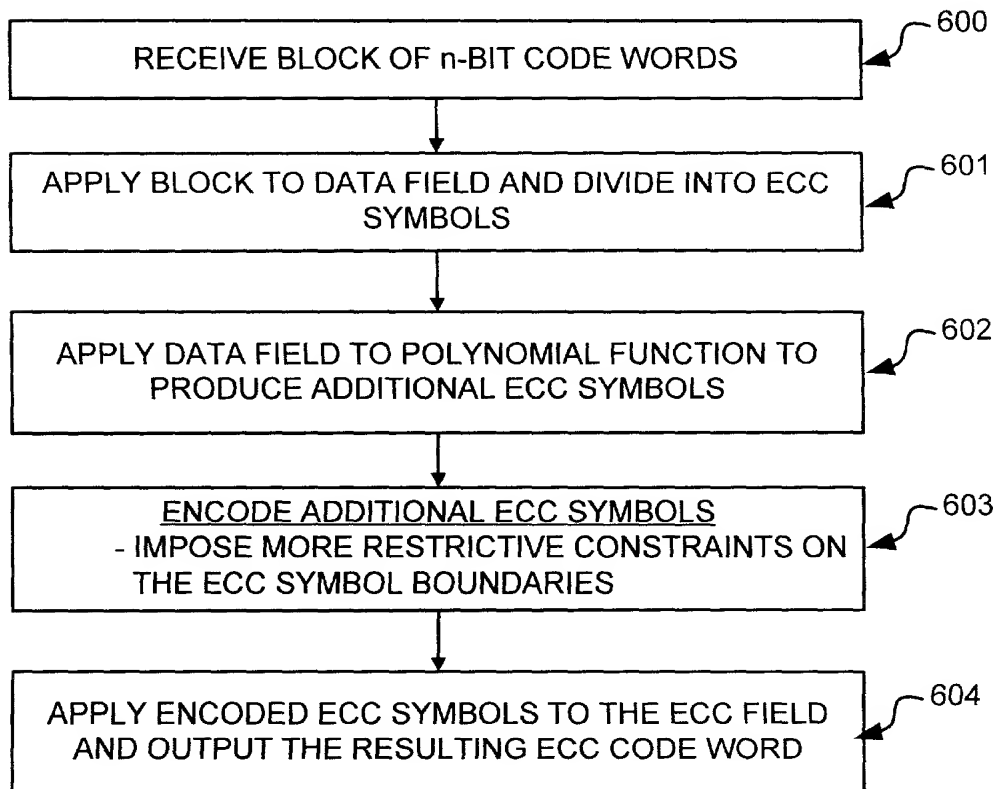 RECEIVE BLOCK OF n-BIT CODE WORDS
600
APPLY BLOCK TO DATA FIELD AND DIVIDE INTO ECC
SYMBOLS
601
APPLY DATA FIELD TO POLYNOMIAL FUNCTION TO
PRODUCE ADDITIONAL ECC SYMBOLS
602
ENCODE ADDITIONAL ECC SYMBOLS
- IMPOSE MORE RESTRICTIVE CONSTRAINTS ON
THE ECC SYMBOL BOUNDARIES
603
APPLY ENCODED ECC SYMBOLS TO THE ECC FIELD
AND OUTPUT THE RESULTING ECC CODE WORD
604